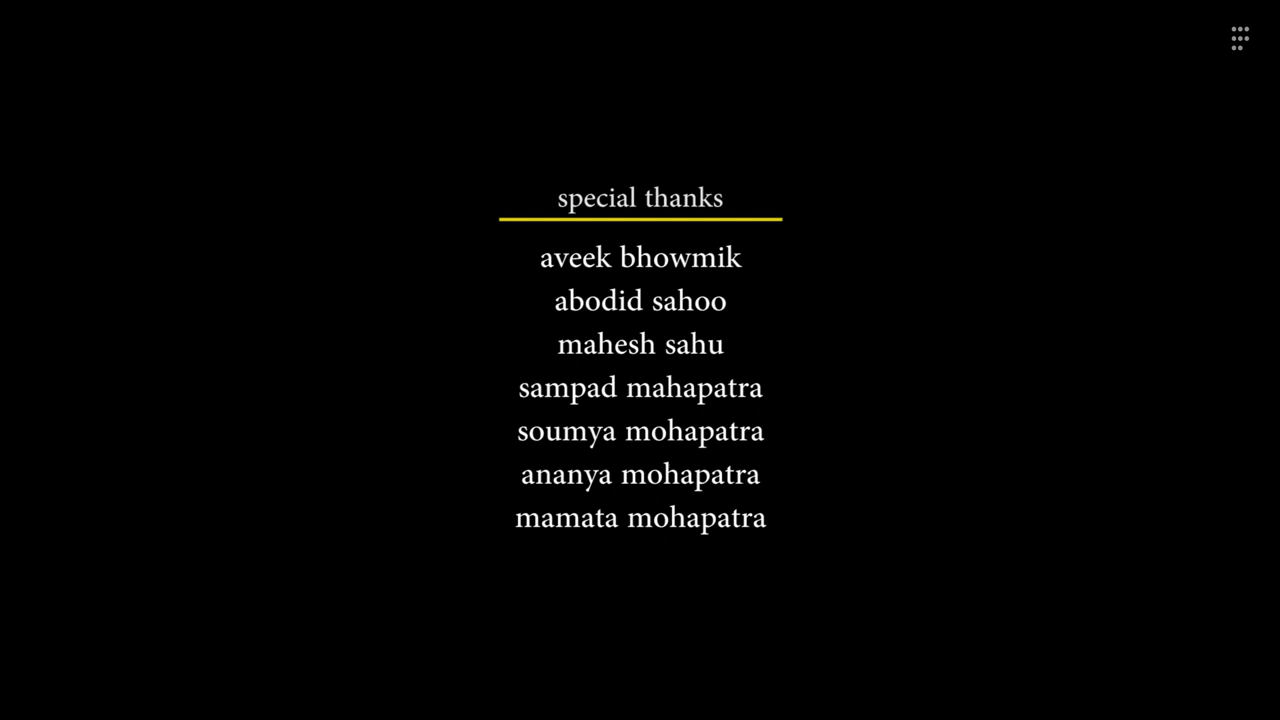 special thanks
aveek bhowmik
abodid sahoo
mahesh sahu
sampad mahapatra
soumya mohapatra
ananya mohapatra
mamata mohapatra